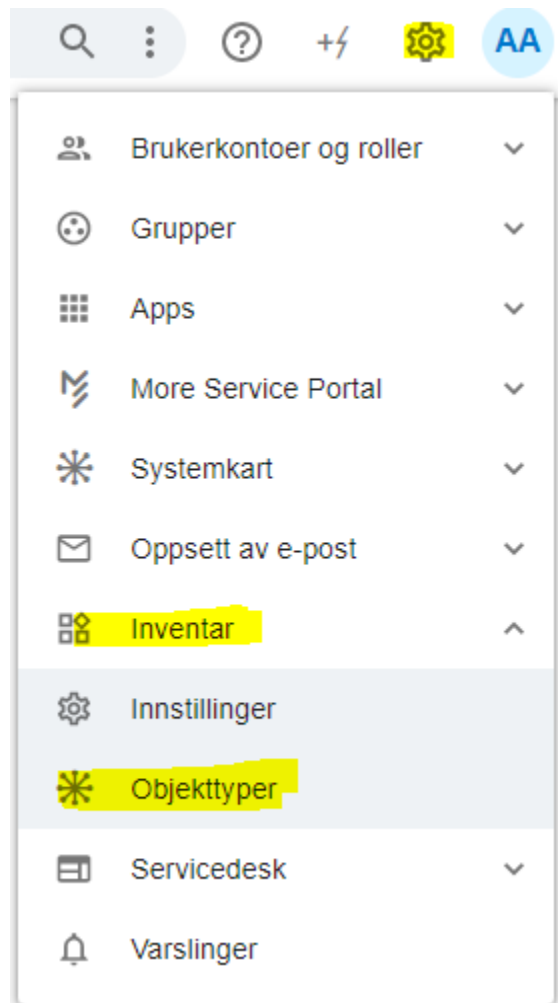 AA
Brukerkontoer og roller
Grupper
Apps
More Service Portal
Systemkart
Oppsett av e-post
Inventar
Innstillinger
Objekttyper
Servicedesk
Varslinger